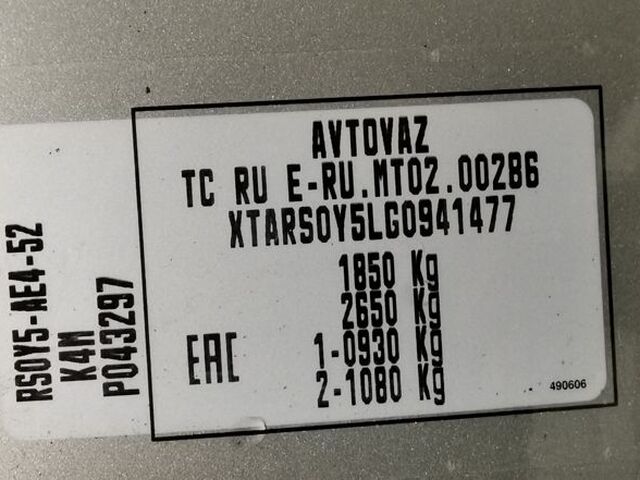 AVTOVAZ
TC RU E-RU.MT02.00286
XTARS0Y5LG0941477
1850 Kg
2650 Kg
1-0930 Kg
2-1080 Kg
EAC
490606
RS0Y5-AE4-52
K4M
P043297